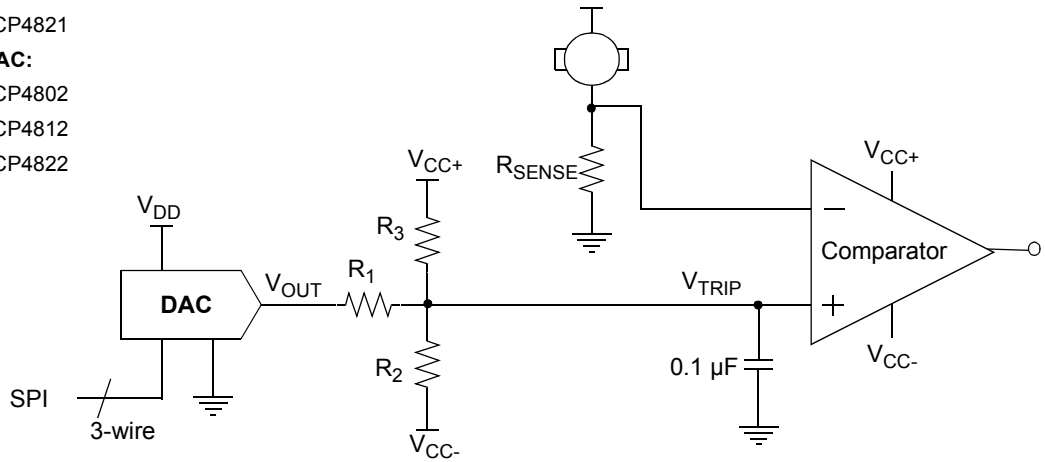 CP4821
AC:
CP4802
CP4812
CP4822
VDD
VCC+
RSENSE
VCC+
R3
Comparator
VOUT
R1
DAC
VTRIP
R2
0.1 µF
VCC-
SPI
3-wire
VCC-